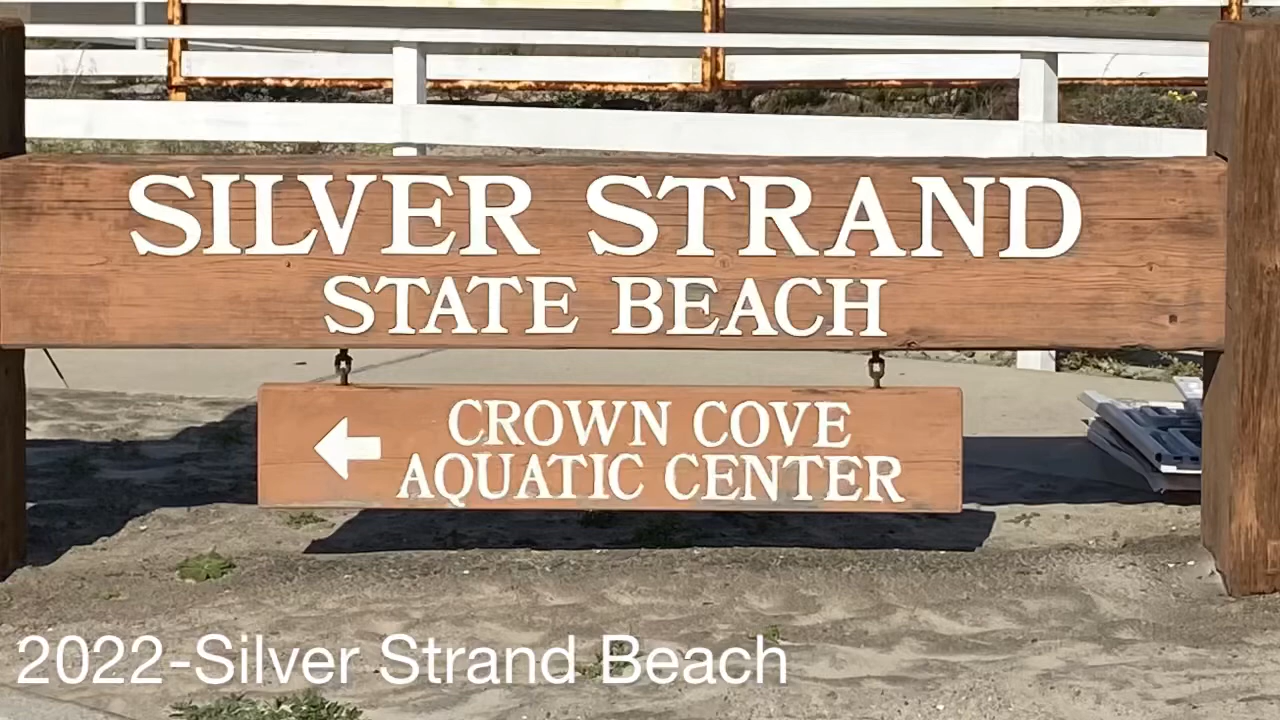 SILVER STRAND
STATE BEACH
CROWN COVE
AQUATIC CENTER
2022-Silver Strand Beach